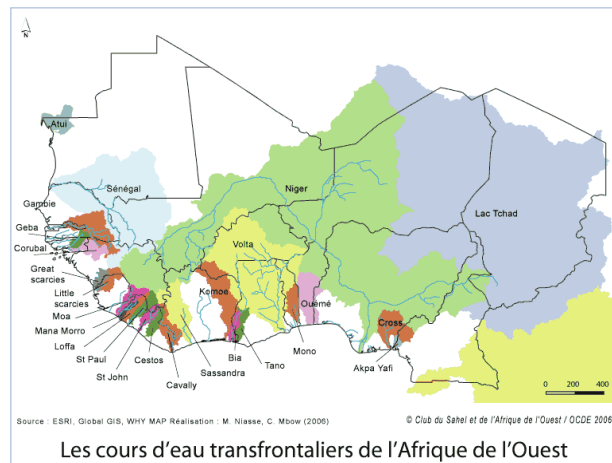 N
Atui
Sénégal
Gambie
Geba
Corubal
Great
scarcies
Little
scarcies
Moa
Mana Morro
Loffa
St Paul
St John
Cestos
Cavally
Sassandra
Komoe
Bia
Tano
Volta
Mono
Ouémé
Niger
Cross
Akpa Yafi
Lac Tchad
0 200 400
Source : ESRI, Global GIS, WHY MAP Réalisation : M. Niasse, C. Mbow (2006)
© Club du Sahel et de l'Afrique de l'Ouest / OCDE 2006
Les cours d'eau transfrontaliers de l'Afrique de l'Ouest